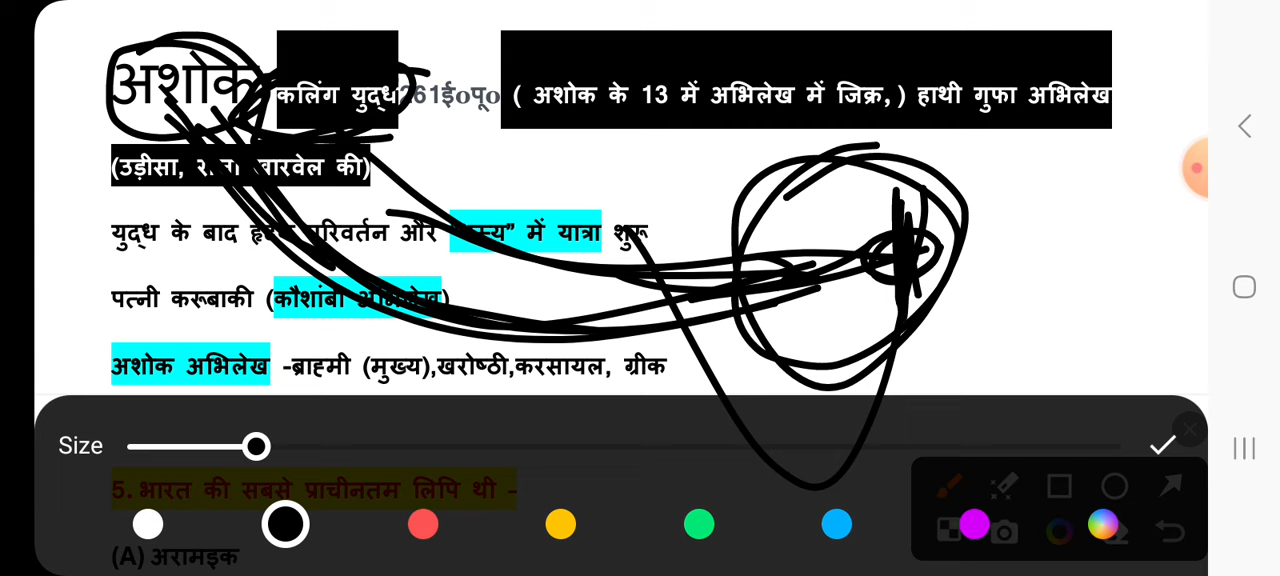 अशोक कलिंग युद्ध 261ई०पू० ( अशोक के 13 में अभिलेख में जिक्र, ) हाथी गुफा अभिलेख
(उड़ीसा, की)
युद्ध के बाद परिवर्तन और में यात्रा शुरू
पत्नी करूबाकी (कौशांबी अभिलेख)
अशोक अभिलेख -ब्राह्मी (मुख्य),खरोष्ठी,करसायल, ग्रीक
Size
5. भारत की सबसे प्राचीनतम लिपि थी -
(A) अरामइक